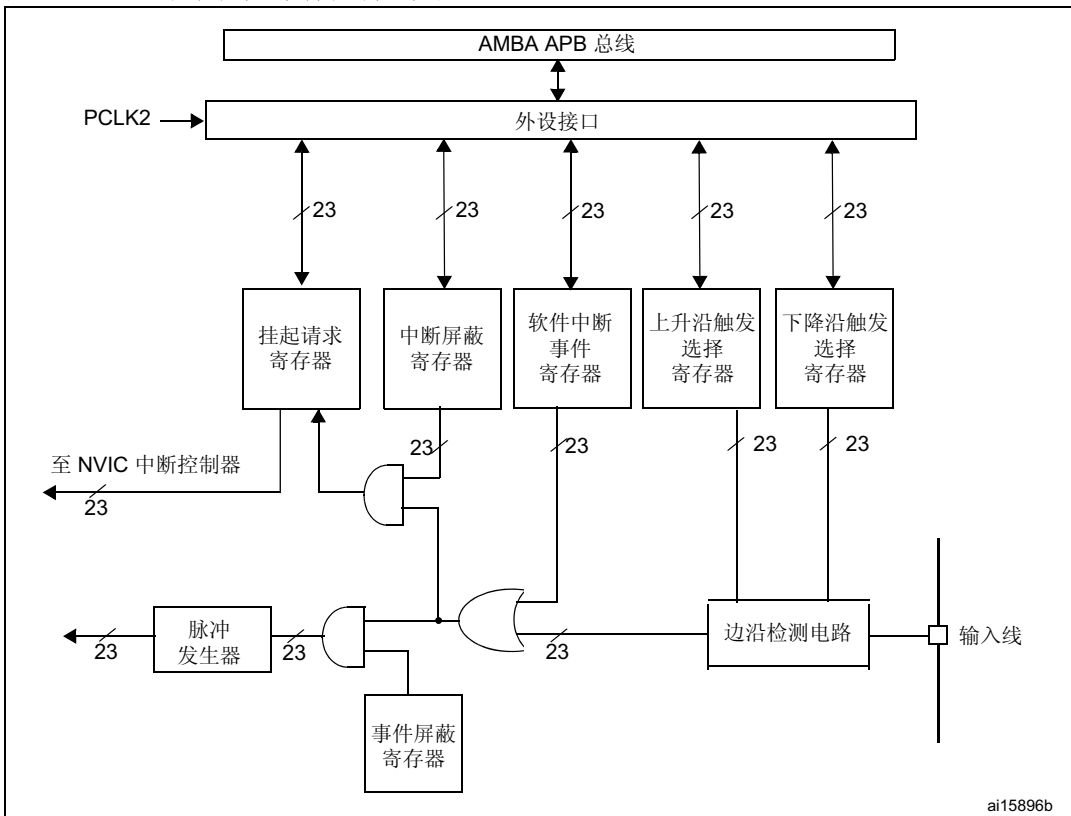 AMBA APB 总线
PCLK2
外设接口
23
23
23
23
23
挂起请求
寄存器
中断屏蔽
寄存器
软件中断
事件
寄存器
上升沿触发
选择
寄存器
下降沿触发
选择
寄存器
23
23
23
23
至 NVIC 中断控制器
23
脉冲
发生器
边沿检测电路
输入线
23
23
23
事件屏蔽
寄存器
ai15896b